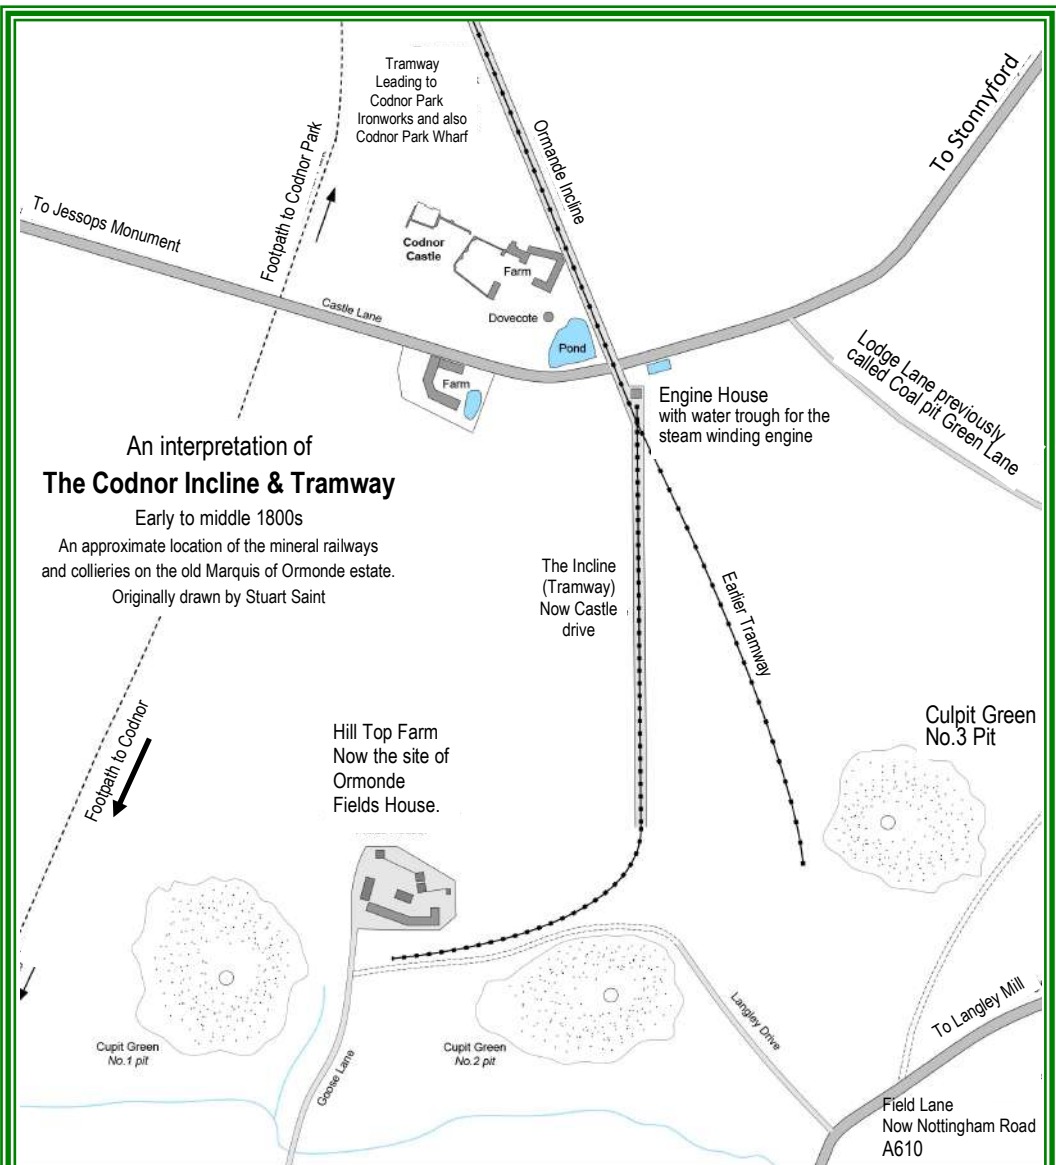 Tramway
Leading to
Codnor Park
Ironworks and also
Codnor Park Wharf
Ormande Incline
To Stonnyford
Footpath to Codnor Park
To Jessops Monument
Codnor
Castle
Farm
Castle Lane
Dovecote
Pond
Farm
Lodge Lane previously
called Coal pit Green Lane
Engine House
with water trough for the
steam winding engine
An interpretation of
The Codnor Incline & Tramway
Early to middle 1800s
An approximate location of the mineral railways
and collieries on the old Marquis of Ormonde estate.
Originally drawn by Stuart Saint
The Incline
(Tramway)
Now Castle
drive
Earlier Tramway
Footpath to Codnor
Hill Top Farm
Now the site of
Ormonde
Fields House.
Culpit Green
No.3 Pit
Cupit Green
No.1 pit
Goose Lane
Cupit Green
No.2 pit
Langley Drive
To Langley Mill
Field Lane
Now Nottingham Road
A610